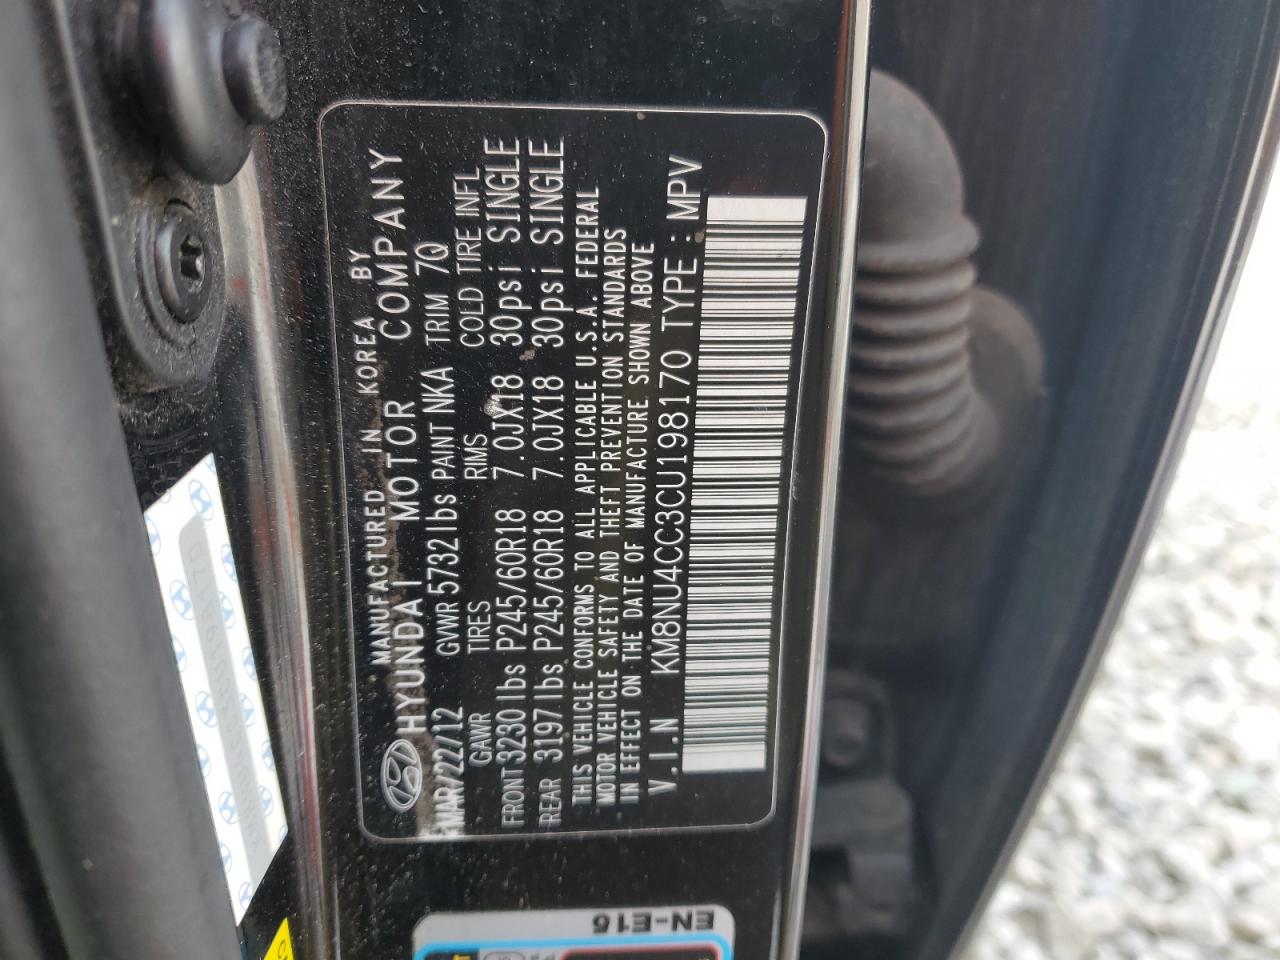 MANUFACTURED IN KOREA BY
HYUNDAI MOTOR COMPANY
MAR/22/12 GVWR 5732 lbs PAINT NKA TRIM 7Q
GAWR TIRES RIMS COLD TIRE INFL
FRONT 3230 lbs P245/60R18 7.0JX18 30psi SINGLE
REAR 3197 lbs P245/60R18 7.0JX18 30psi SINGLE
THIS VEHICLE CONFORMS TO ALL APPLICABLE U.S.A. FEDERAL
MOTOR VEHICLE SAFETY AND THEFT PREVENTION STANDARDS
IN EFFECT ON THE DATE OF MANUFACTURE SHOWN ABOVE
V.I.N KM8NU4CC3CU198170 TYPE: MPV
EN-E15